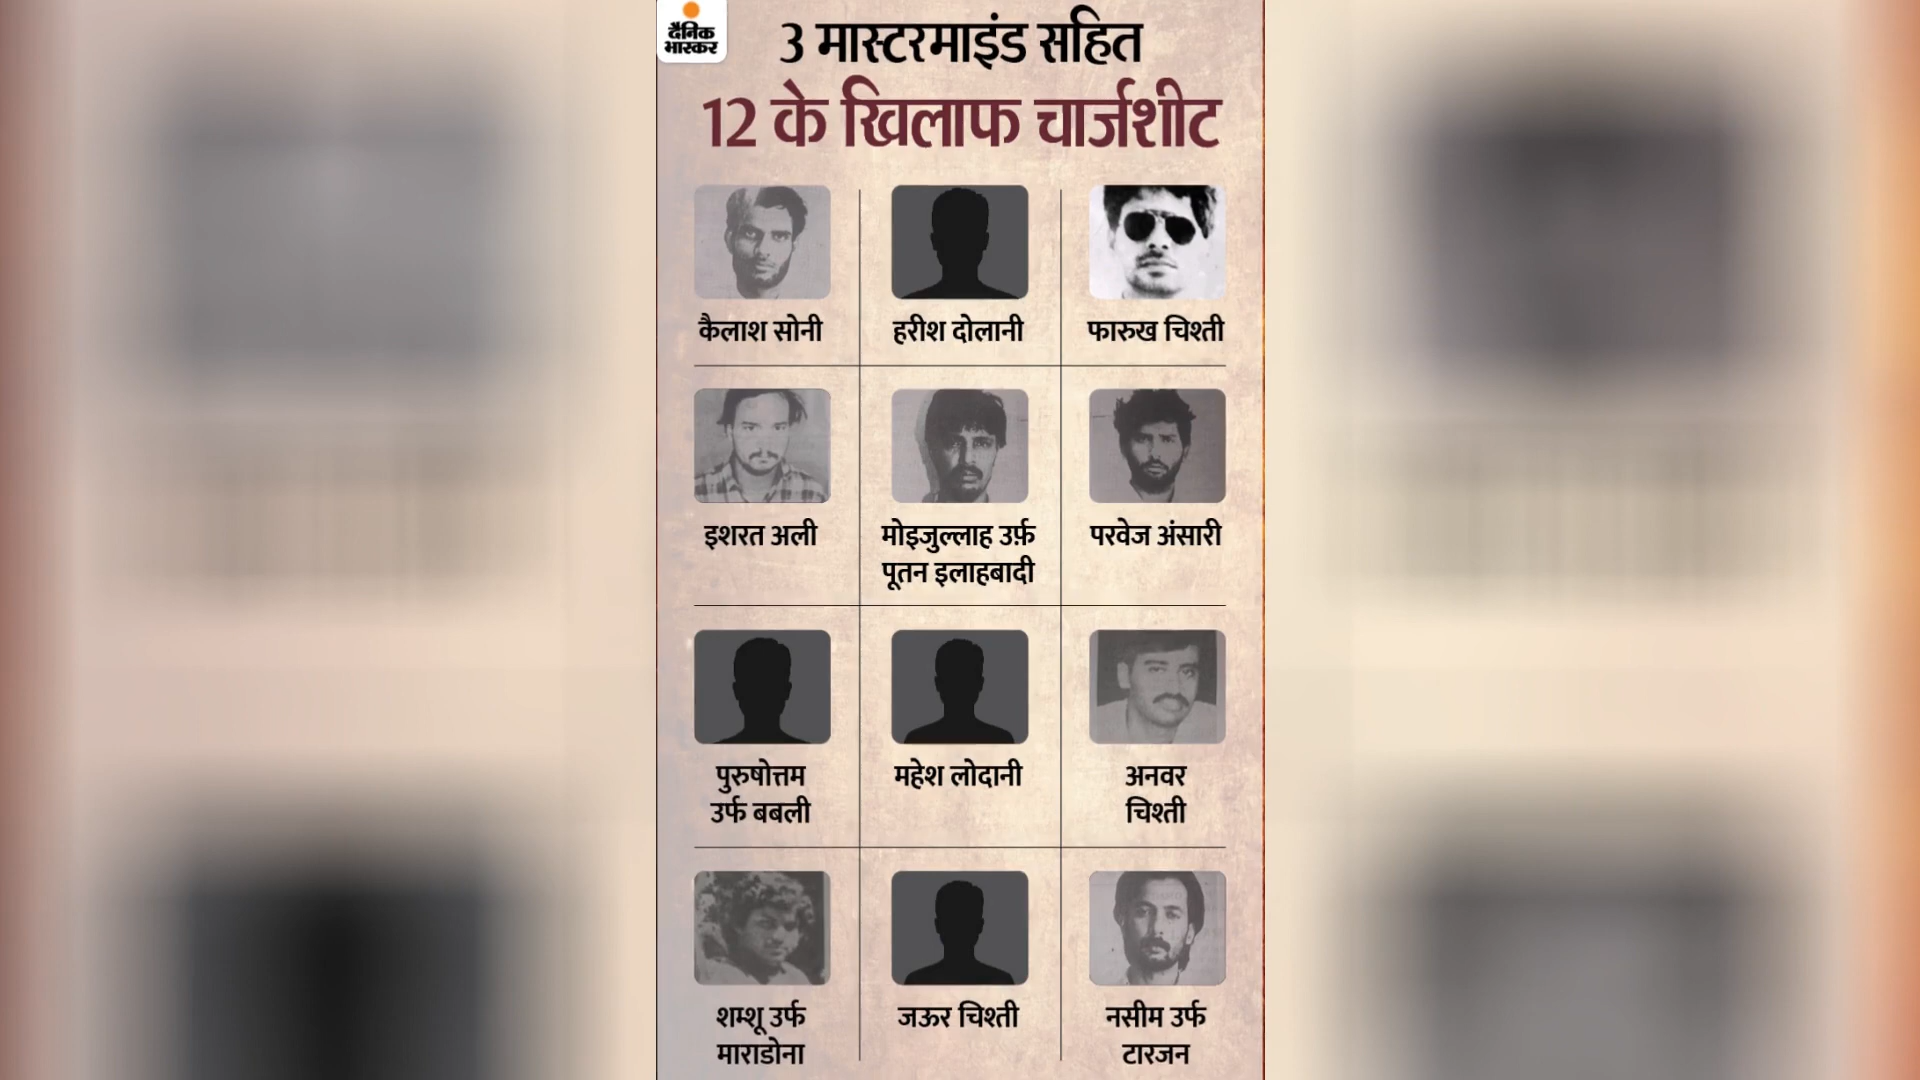 दैनिक
भास्कर
3 मास्टरमाइंड सहित
12 के खिलाफ चार्जशीट
कैलाश सोनी
हरीश दोलानी
फारुख चिश्ती
इशरत अली
मोइजुल्लाह उर्फ़
पूतन इलाहबादी
परवेज अंसारी
पुरुषोत्तम
उर्फ बबली
महेश लोदानी
अनवर
चिश्ती
शम्शू उर्फ
माराडोना
जऊर चिश्ती
नसीम उर्फ
टारजन